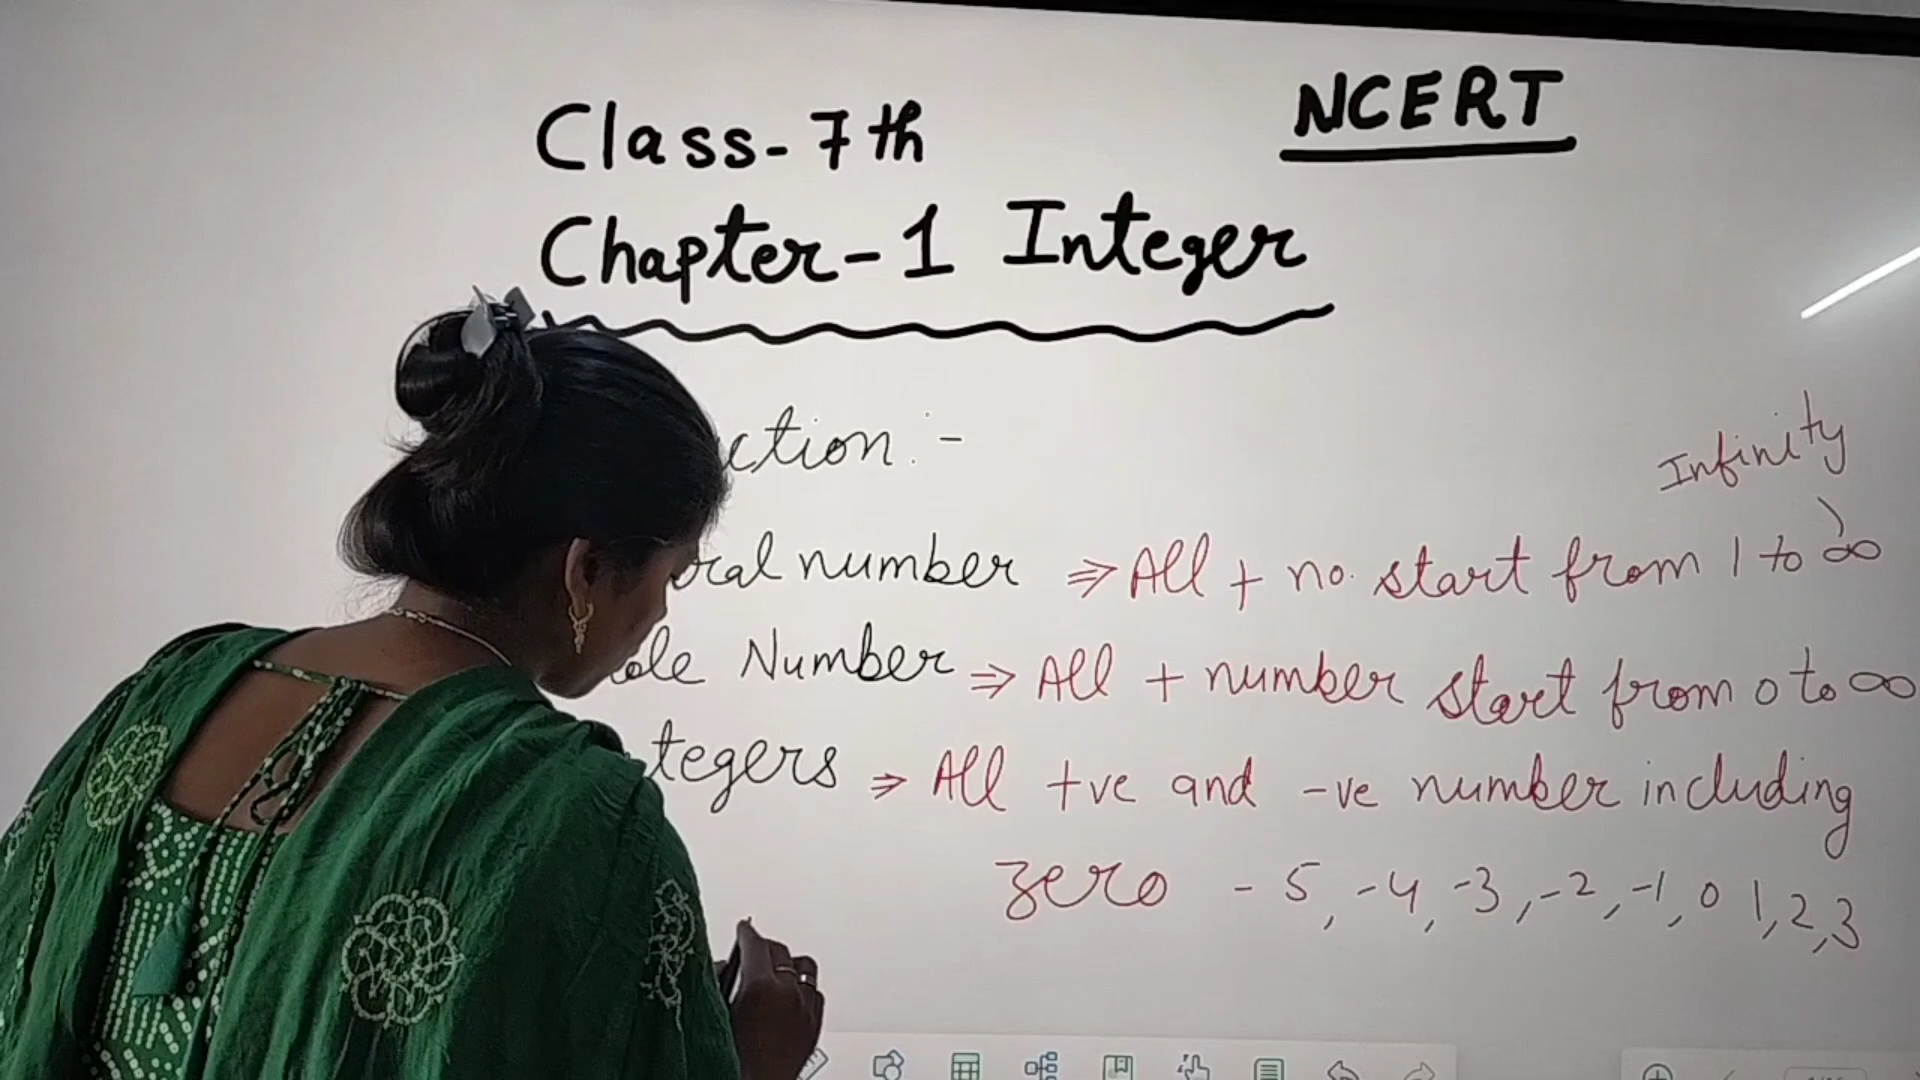 Class-7th
NCERT
Chapter-1 Integer
ction :-
Infinity
ral number ⇒ All + no. start from 1 to ∞
ole Number ⇒ All + number start from 0 to ∞
tegers ⇒ All +ve and -ve number including
zero -5, -4, -3, -2, -1, 0 1, 2, 3